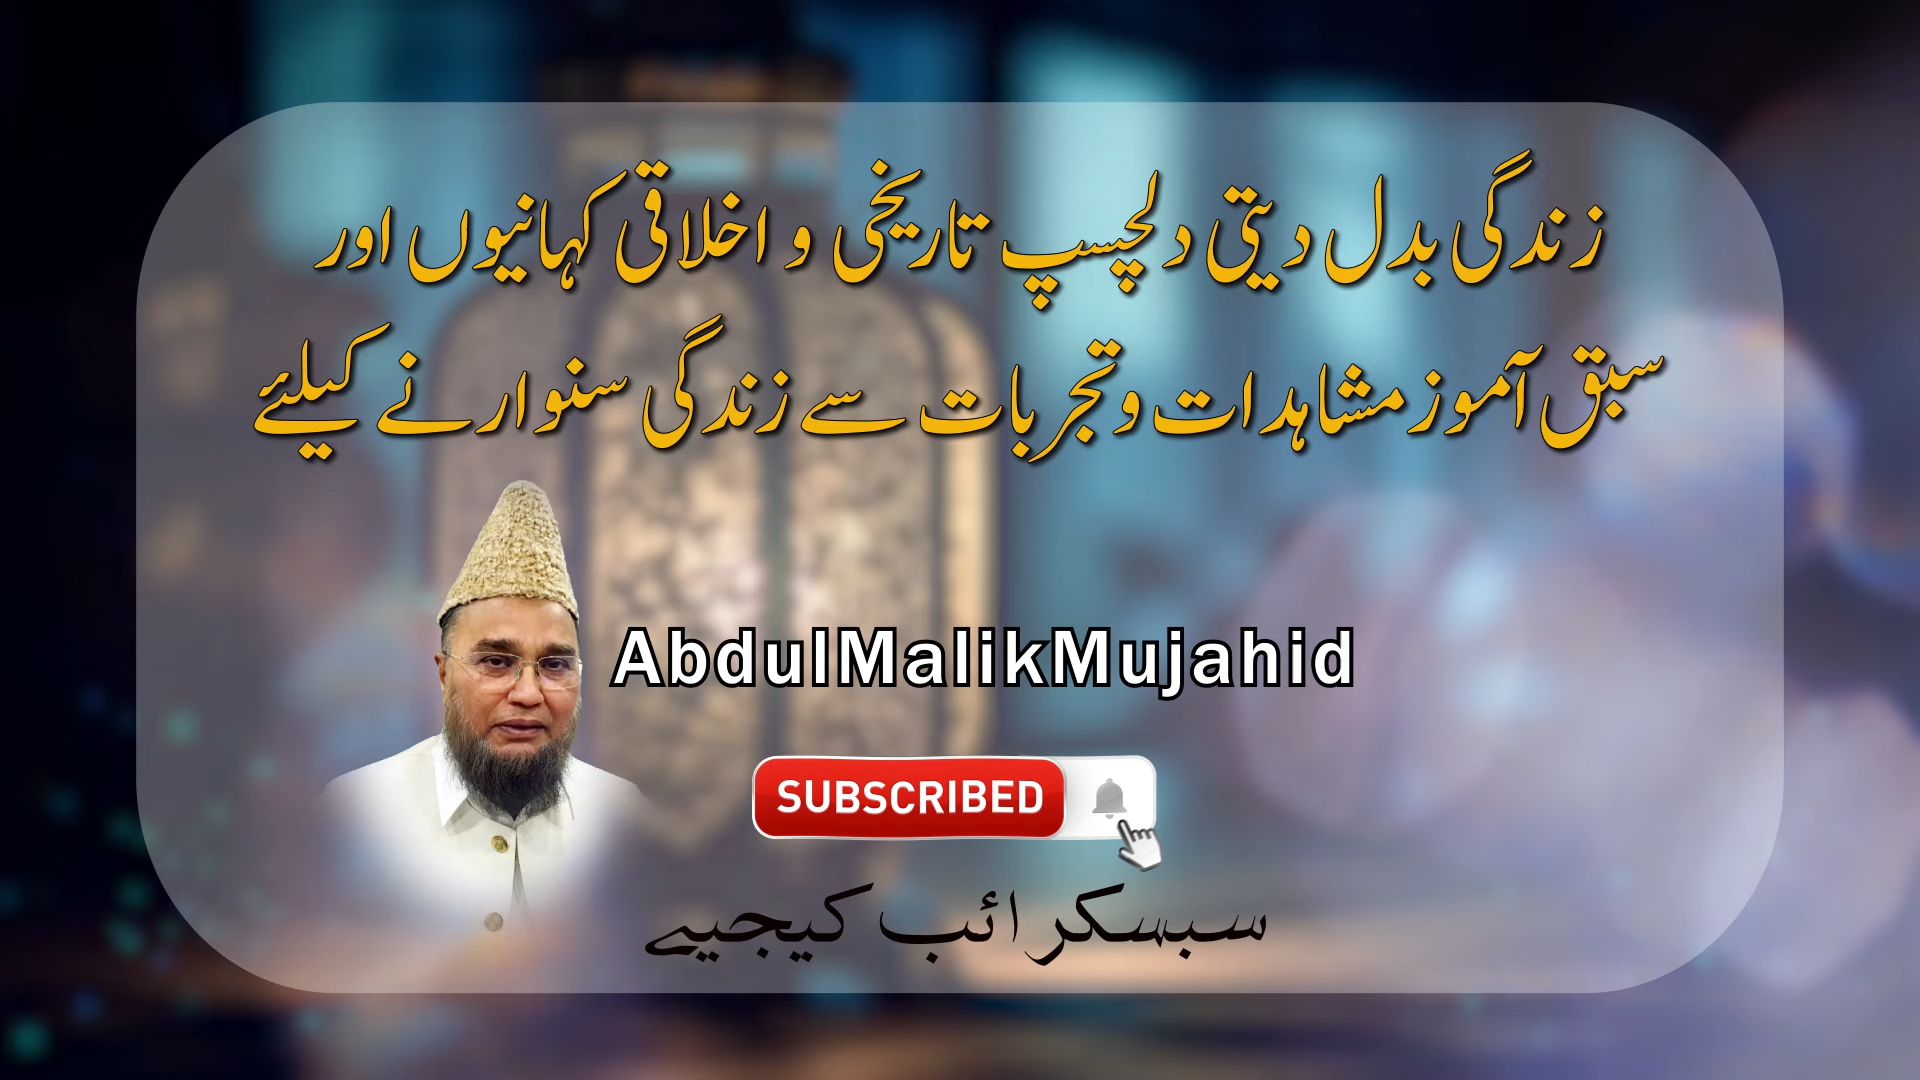 زندگی بدل دیتی دلچسپ تاریخی و اخلاقی کہانیوں اور
سبق آموز مشاہدات و تجربات سے زندگی سنوارنے کیلئے
AbdulMalikMujahid
SUBSCRIBED
سبسکرائب کیجیے